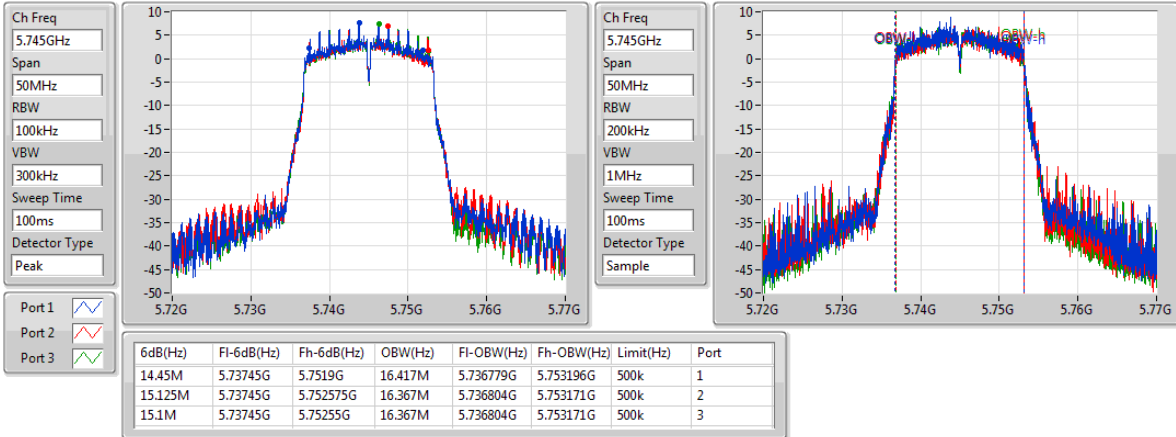 Ch Freq
5.745GHz
Span
50MHz
RBW
100kHz
VBW
300kHz
Sweep Time
100ms
Detector Type
Peak
10
5
0
-5
-10
-15
-20
-25
-30
-35
-40
-45
-50
5.72G 5.73G 5.74G 5.75G 5.76G 5.77G
Ch Freq
5.745GHz
Span
50MHz
RBW
200kHz
VBW
1MHz
Sweep Time
100ms
Detector Type
Sample
10
5
0
-5
-10
-15
-20
-25
-30
-35
-40
-45
-50
OBW-h
5.72G 5.73G 5.74G 5.75G 5.76G 5.77G
Port 1
Port 2
Port 3
6dB(Hz) Fl-6dB(Hz) Fh-6dB(Hz) OBW(Hz) Fl-OBW(Hz) Fh-OBW(Hz) Limit(Hz) Port
14.45M 5.73745G 5.7519G 16.417M 5.736779G 5.753196G 500k 1
15.125M 5.73745G 5.752575G 16.367M 5.736804G 5.753171G 500k 2
15.1M 5.73745G 5.75255G 16.367M 5.736804G 5.753171G 500k 3